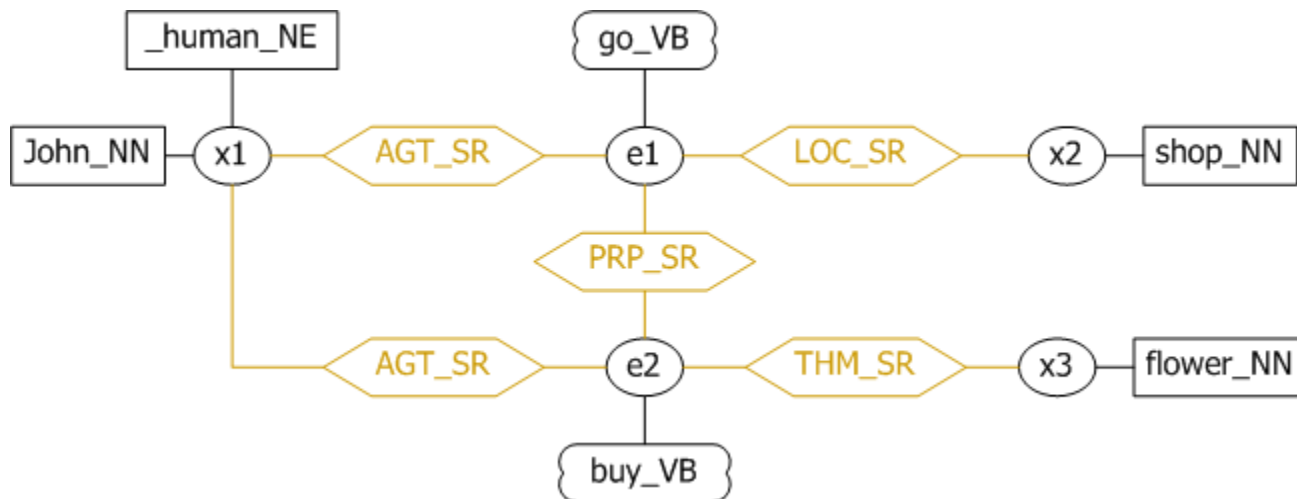 _human_NE
go_VB
John_NN
x1
AGT_SR
e1
LOC_SR
x2
shop_NN
PRP_SR
AGT_SR
e2
THM_SR
x3
flower_NN
buy_VB